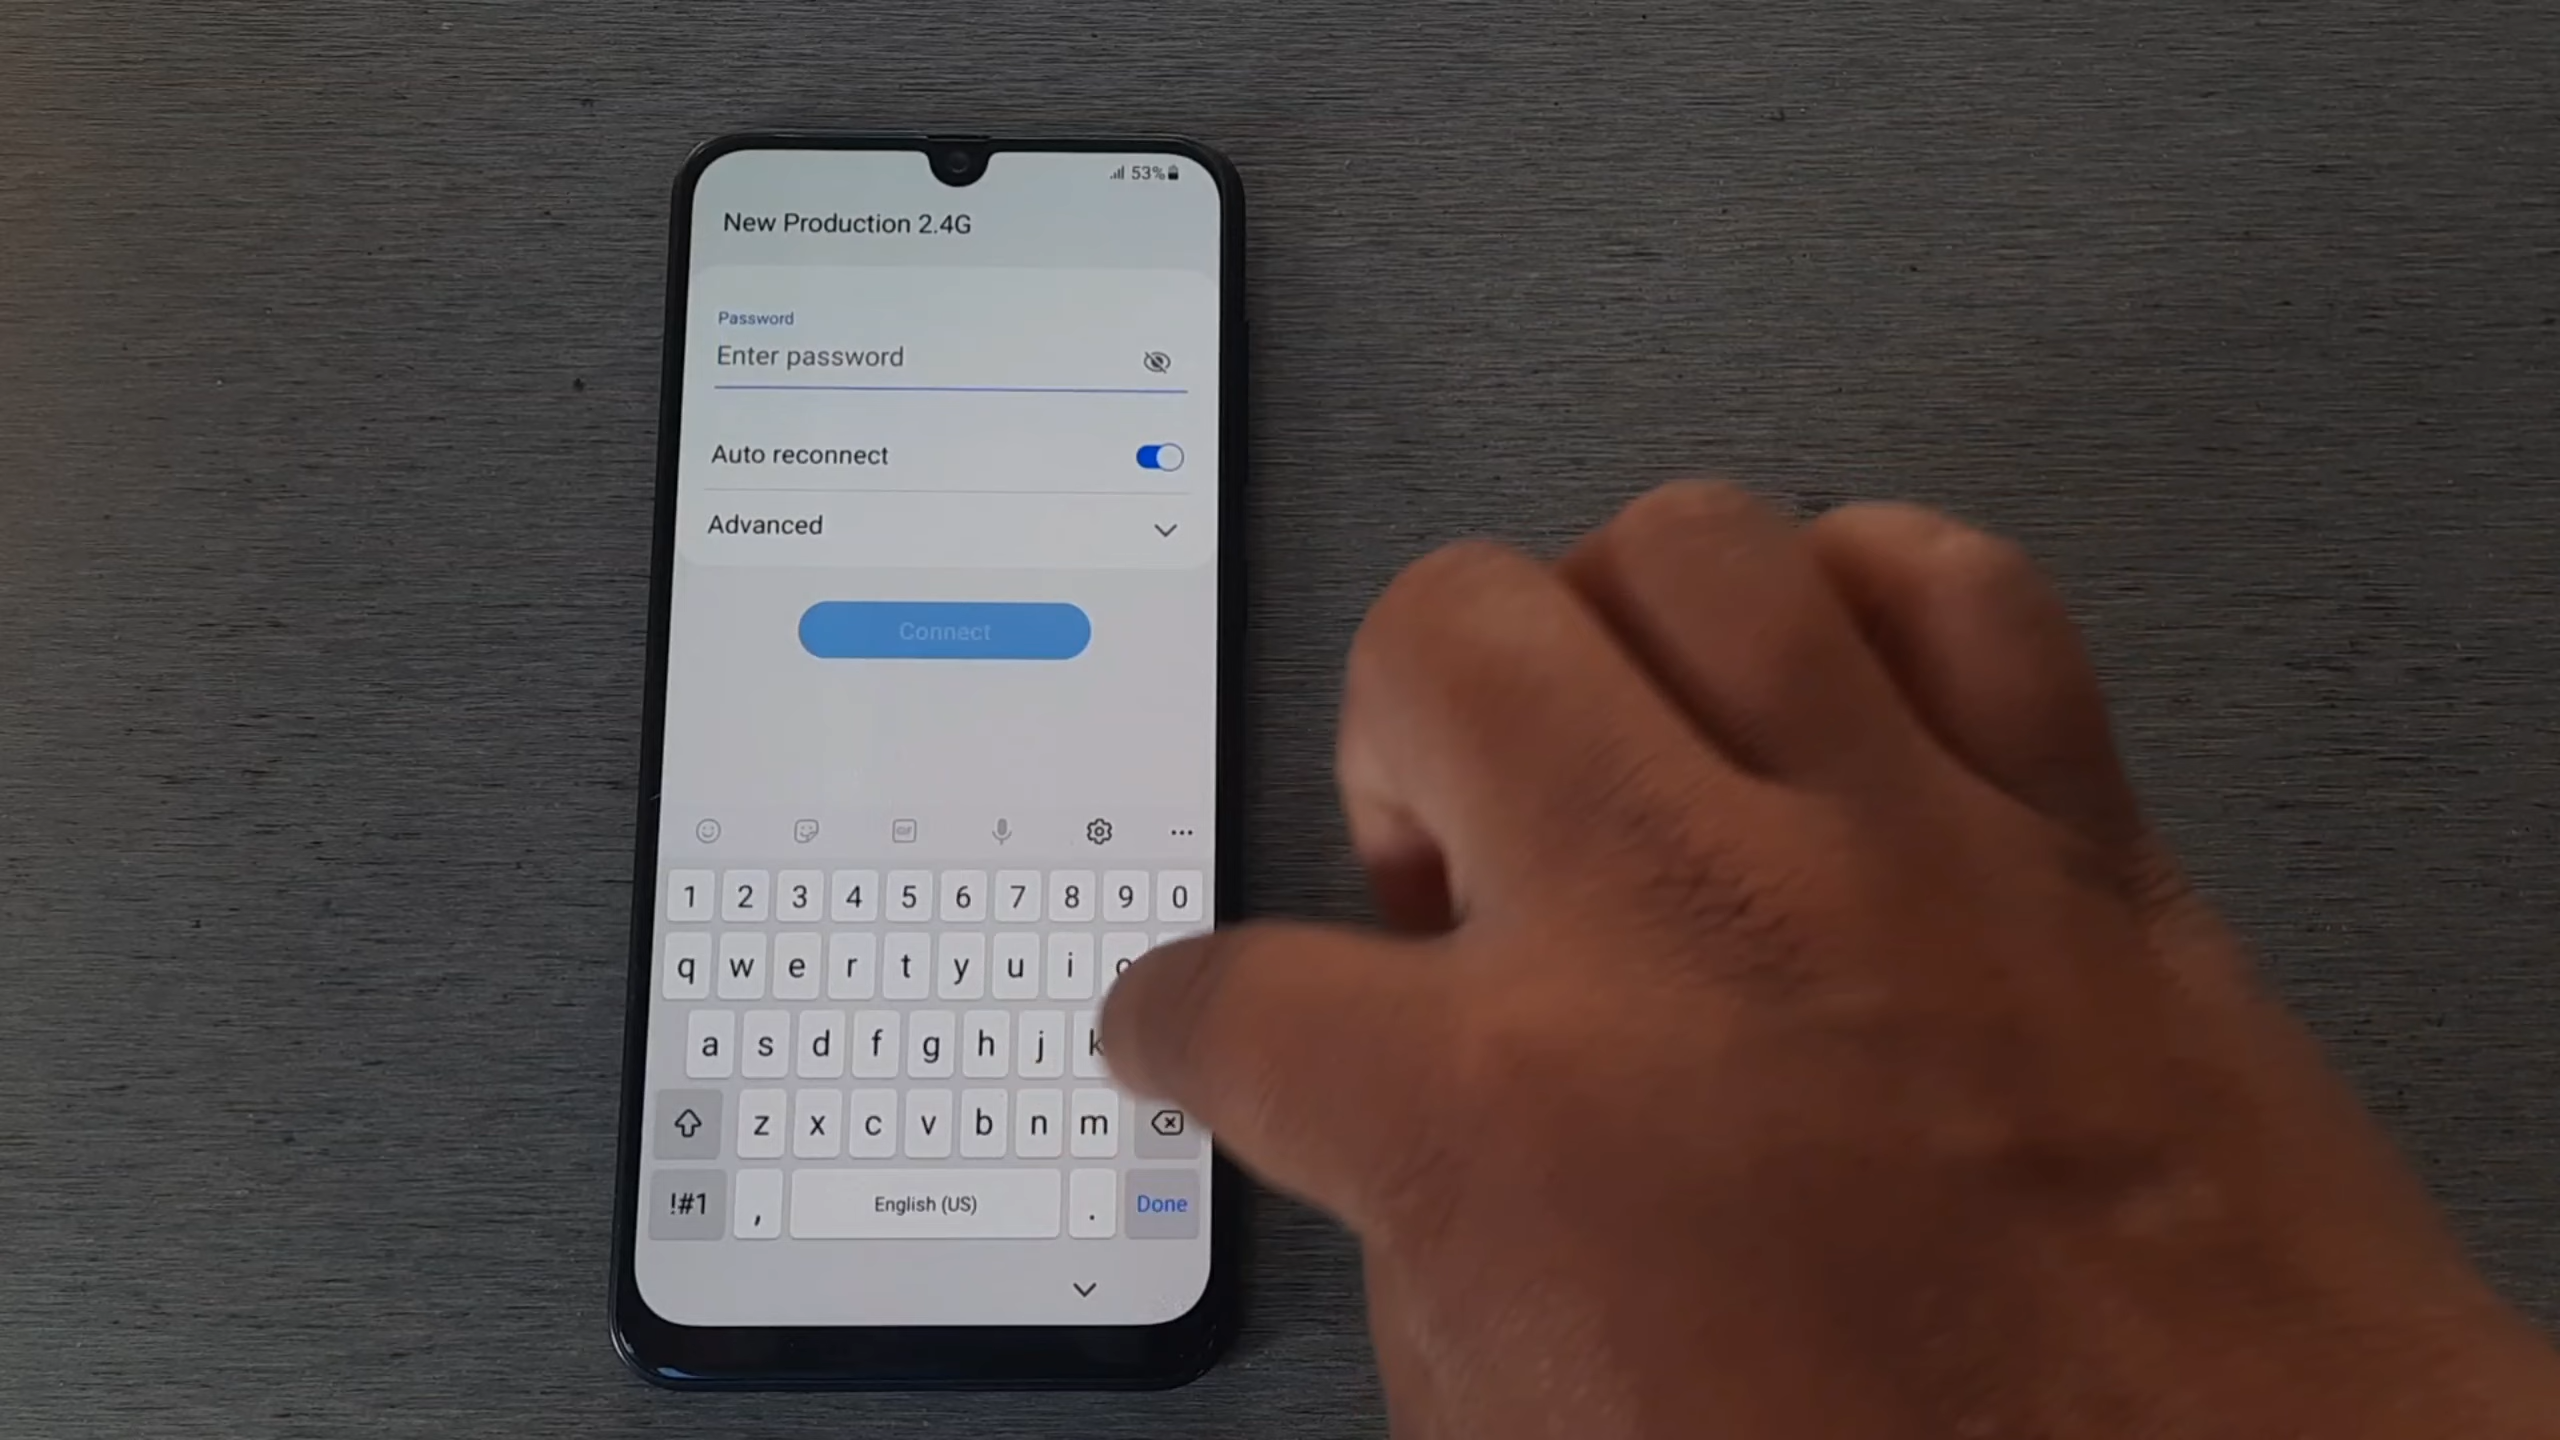 53%
New Production 2.4G
Password
Enter password
Auto reconnect
Advanced
Connect
GIF
1 2 3 4 5 6 7 8 9 0
q w e r t y u i o
a s d f g h j k
z x c v b n m
!#1 , English (US) . Done